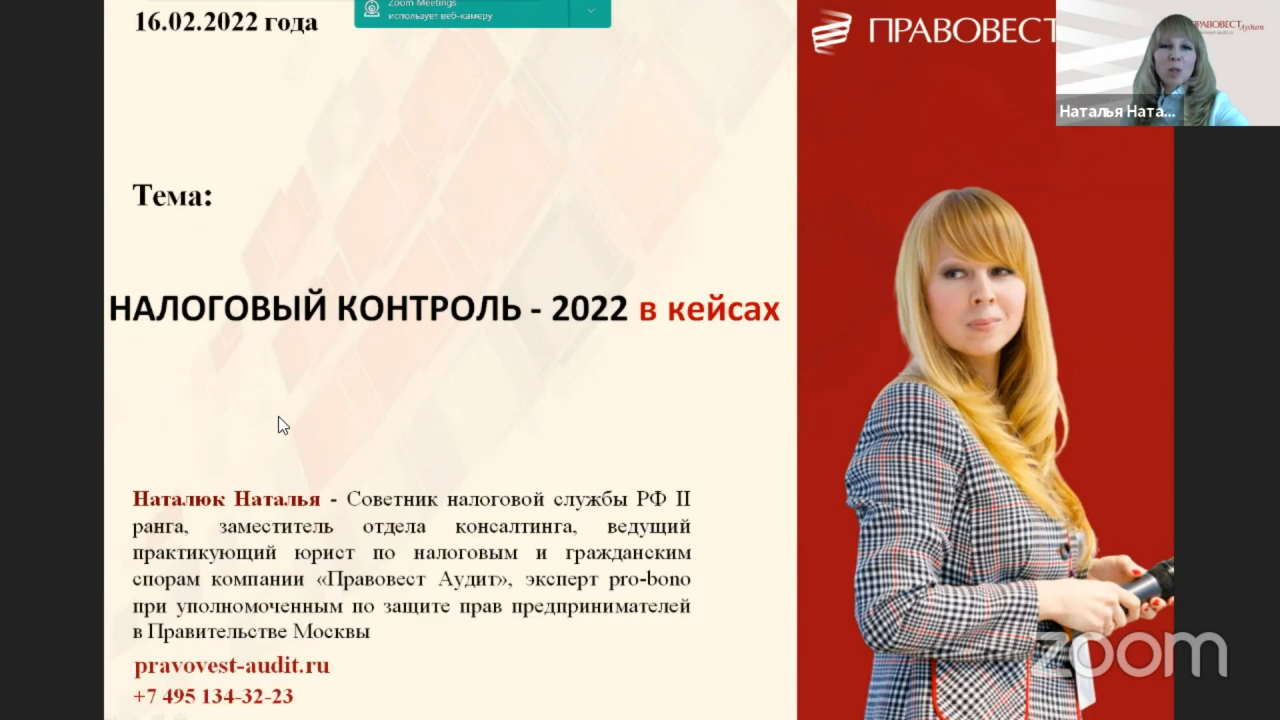 16.02.2022 года
Zoom Meetings
использует веб-камеру
ПРАВОВЕСТ
ПРАВОВЕСТ Аудит
Наталья Ната...
Тема:
НАЛОГОВЫЙ КОНТРОЛЬ - 2022 в кейсах
Наталюк Наталья - Советник налоговой службы РФ II
ранга, заместитель отдела консалтинга, ведущий
практикующий юрист по налоговым и гражданским
спорам компании «Правовест Аудит», эксперт pro-bono
при уполномоченным по защите прав предпринимателей
в Правительстве Москвы
pravovest-audit.ru
+7 495 134-32-23
zoom